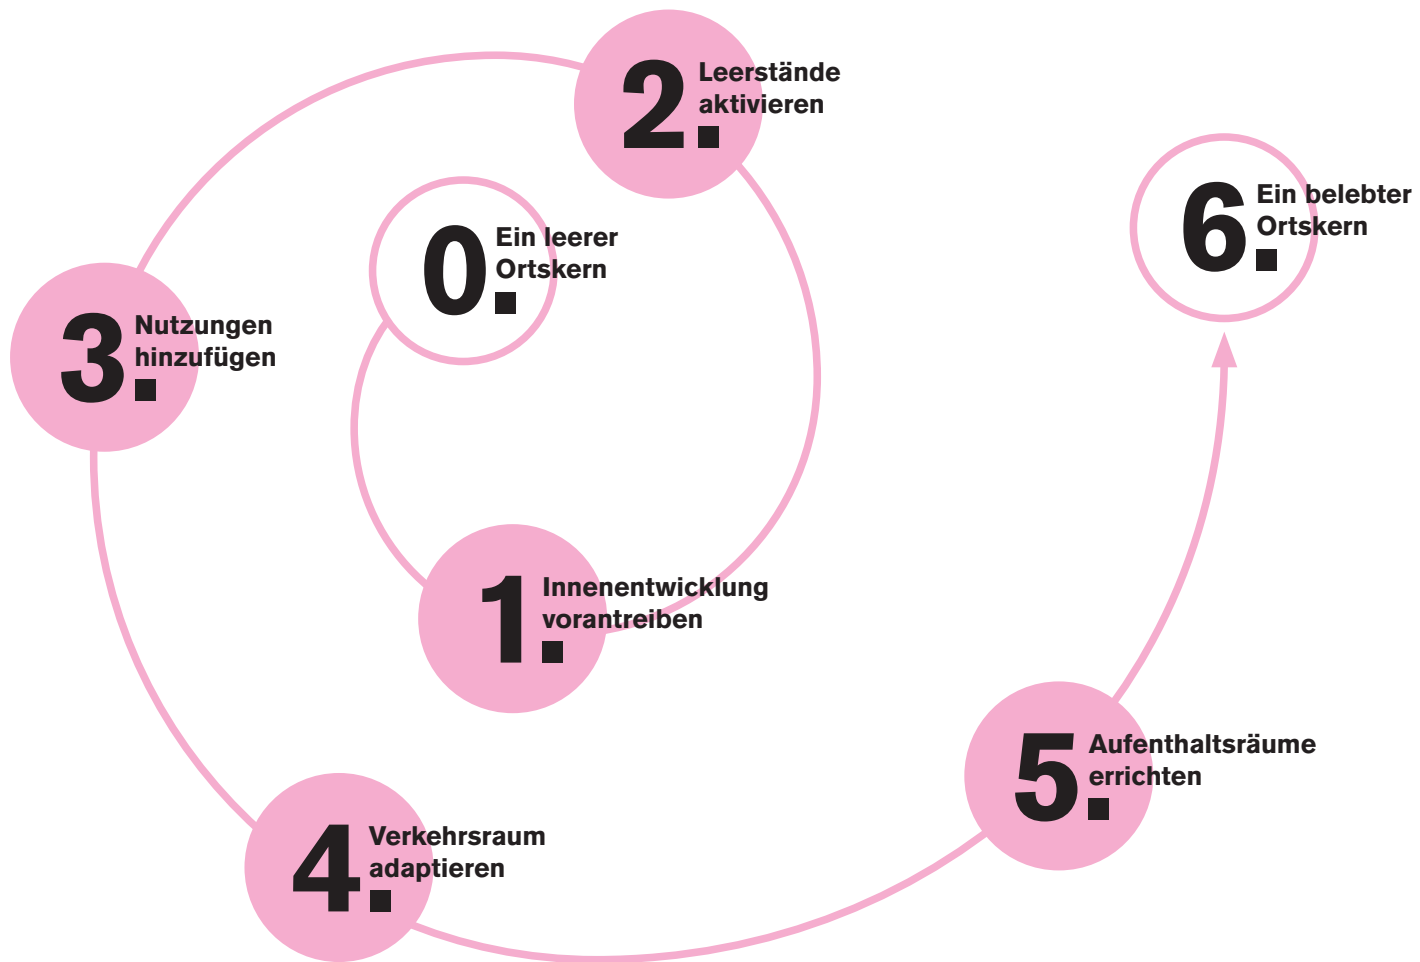 0. Ein leerer
Ortskern
1. Innenentwicklung
vorantreiben
2. Leerstände
aktivieren
3. Nutzungen
hinzufügen
4. Verkehrsraum
adaptieren
5. Aufenthaltsräume
errichten
6. Ein belebter
Ortskern